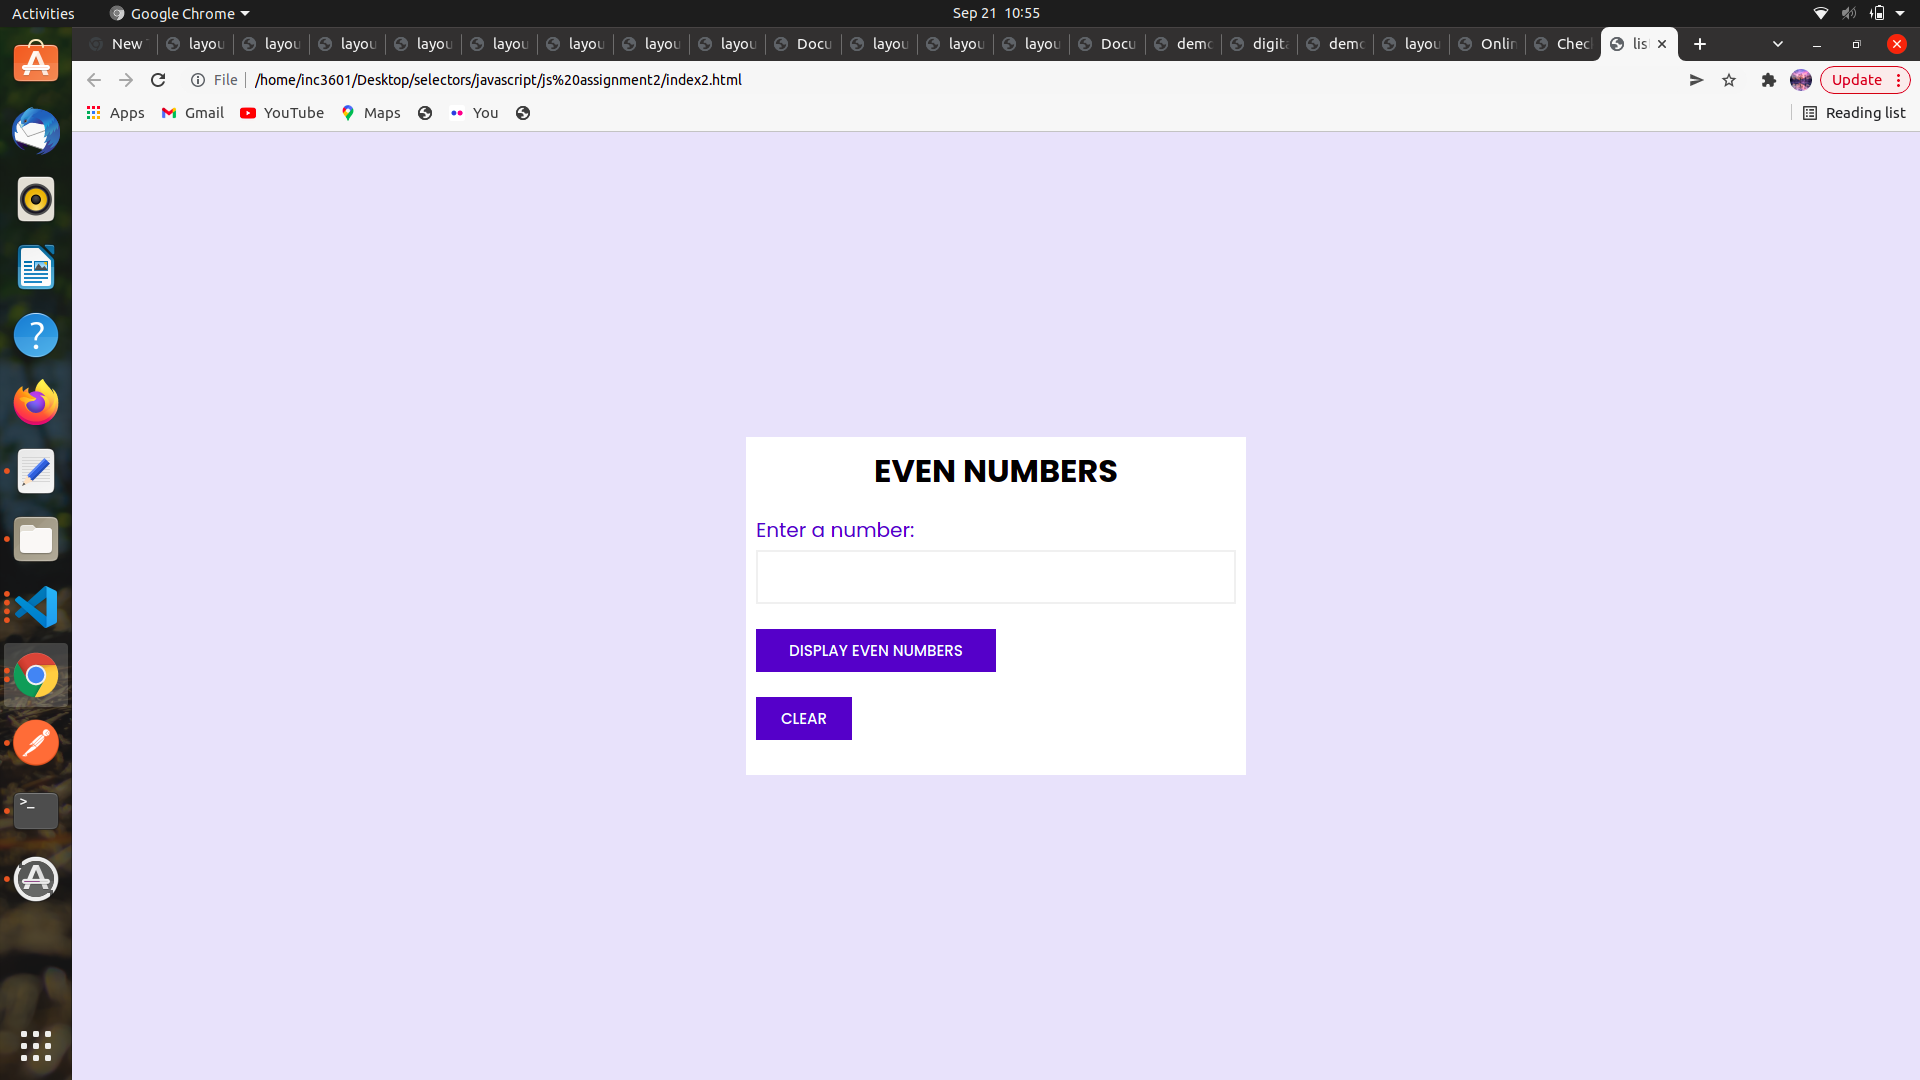 Activities
Google Chrome
Sep 21 10:55
New
layou
layou
layou
layou
layou
layou
layou
layou
Docu
layou
layou
layou
Docu
demo
digita
demo
layou
Onlin
Check
lis
File
/home/inc3601/Desktop/selectors/javascript/js%20assignment2/index2.html
Update
Apps
Gmail
YouTube
Maps
You
Reading list
EVEN NUMBERS
Enter a number:
DISPLAY EVEN NUMBERS
CLEAR